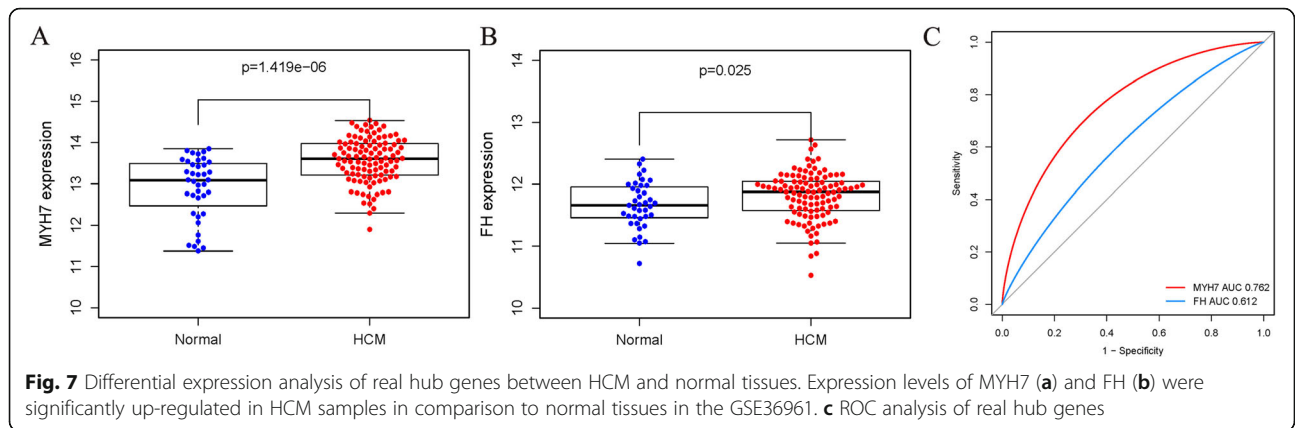 A
MYH7 expression
16
15
14
13
12
11
10
p=1.419e−06
Normal
HCM
B
FH expression
14
13
12
11
10
p=0.025
Normal
HCM
C
Sensitivity
1.0
0.8
0.6
0.4
0.2
0.0
MYH7 AUC 0.762
FH AUC 0.612
0.0 0.2 0.4 0.6 0.8 1.0
1 − Specificity
Fig. 7 Differential expression analysis of real hub genes between HCM and normal tissues. Expression levels of MYH7 (a) and FH (b) were
significantly up-regulated in HCM samples in comparison to normal tissues in the GSE36961. c ROC analysis of real hub genes